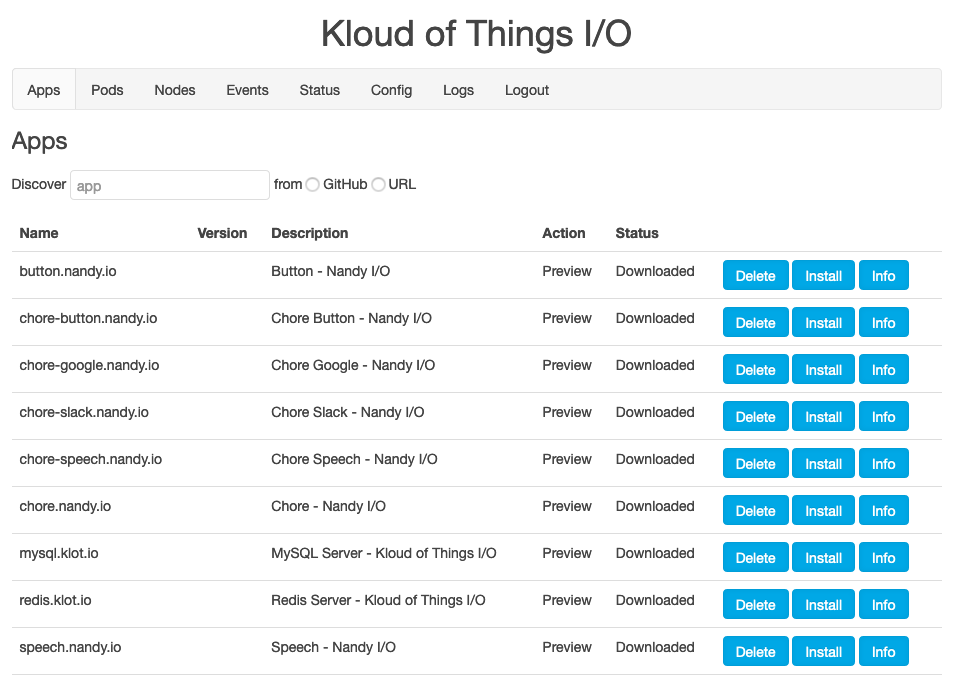 Kloud of Things I/O
Apps Pods Nodes Events Status Config Logs Logout
Apps
Discover app from GitHub URL
Name Version Description Action Status
button.nandy.io Button - Nandy I/O Preview Downloaded Delete Install Info
chore-button.nandy.io Chore Button - Nandy I/O Preview Downloaded Delete Install Info
chore-google.nandy.io Chore Google - Nandy I/O Preview Downloaded Delete Install Info
chore-slack.nandy.io Chore Slack - Nandy I/O Preview Downloaded Delete Install Info
chore-speech.nandy.io Chore Speech - Nandy I/O Preview Downloaded Delete Install Info
chore.nandy.io Chore - Nandy I/O Preview Downloaded Delete Install Info
mysql.klot.io MySQL Server - Kloud of Things I/O Preview Downloaded Delete Install Info
redis.klot.io Redis Server - Kloud of Things I/O Preview Downloaded Delete Install Info
speech.nandy.io Speech - Nandy I/O Preview Downloaded Delete Install Info